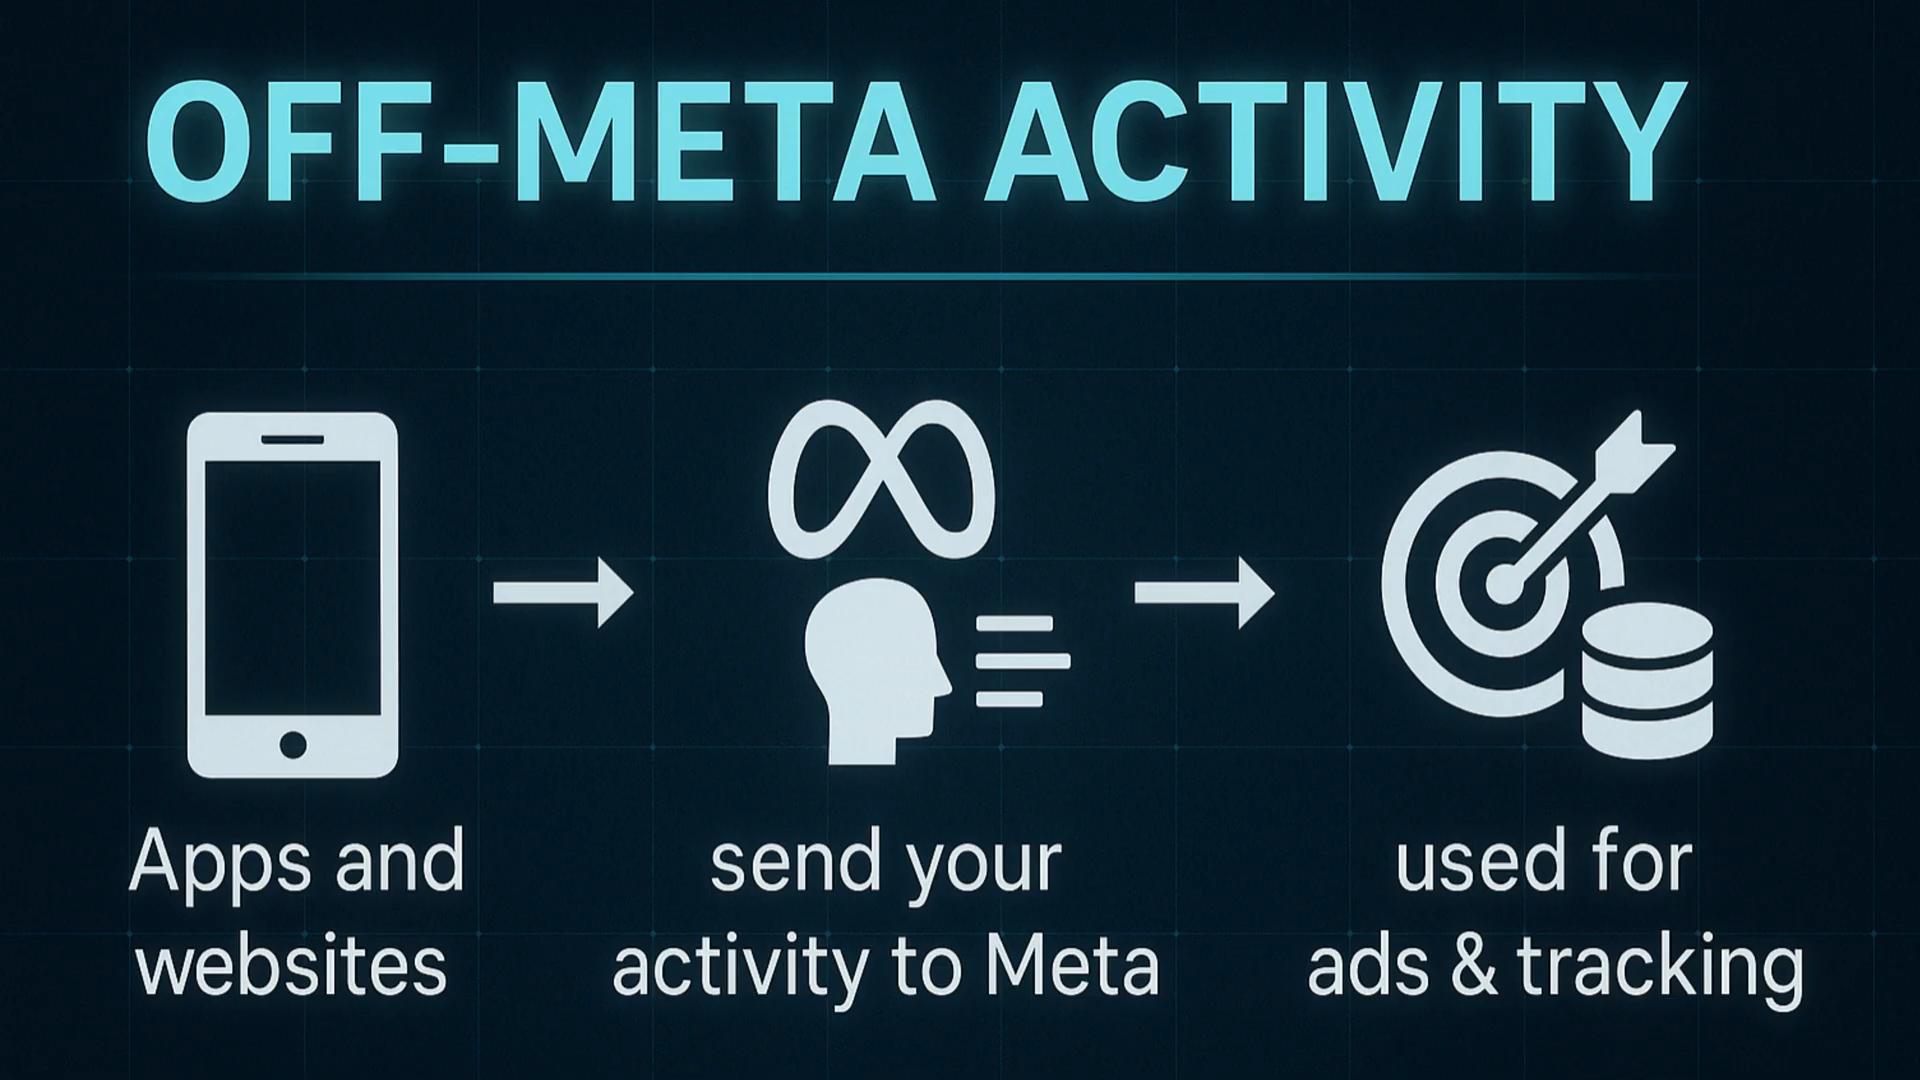 OFF-META ACTIVITY
Apps and
websites
send your
activity to Meta
used for
ads & tracking